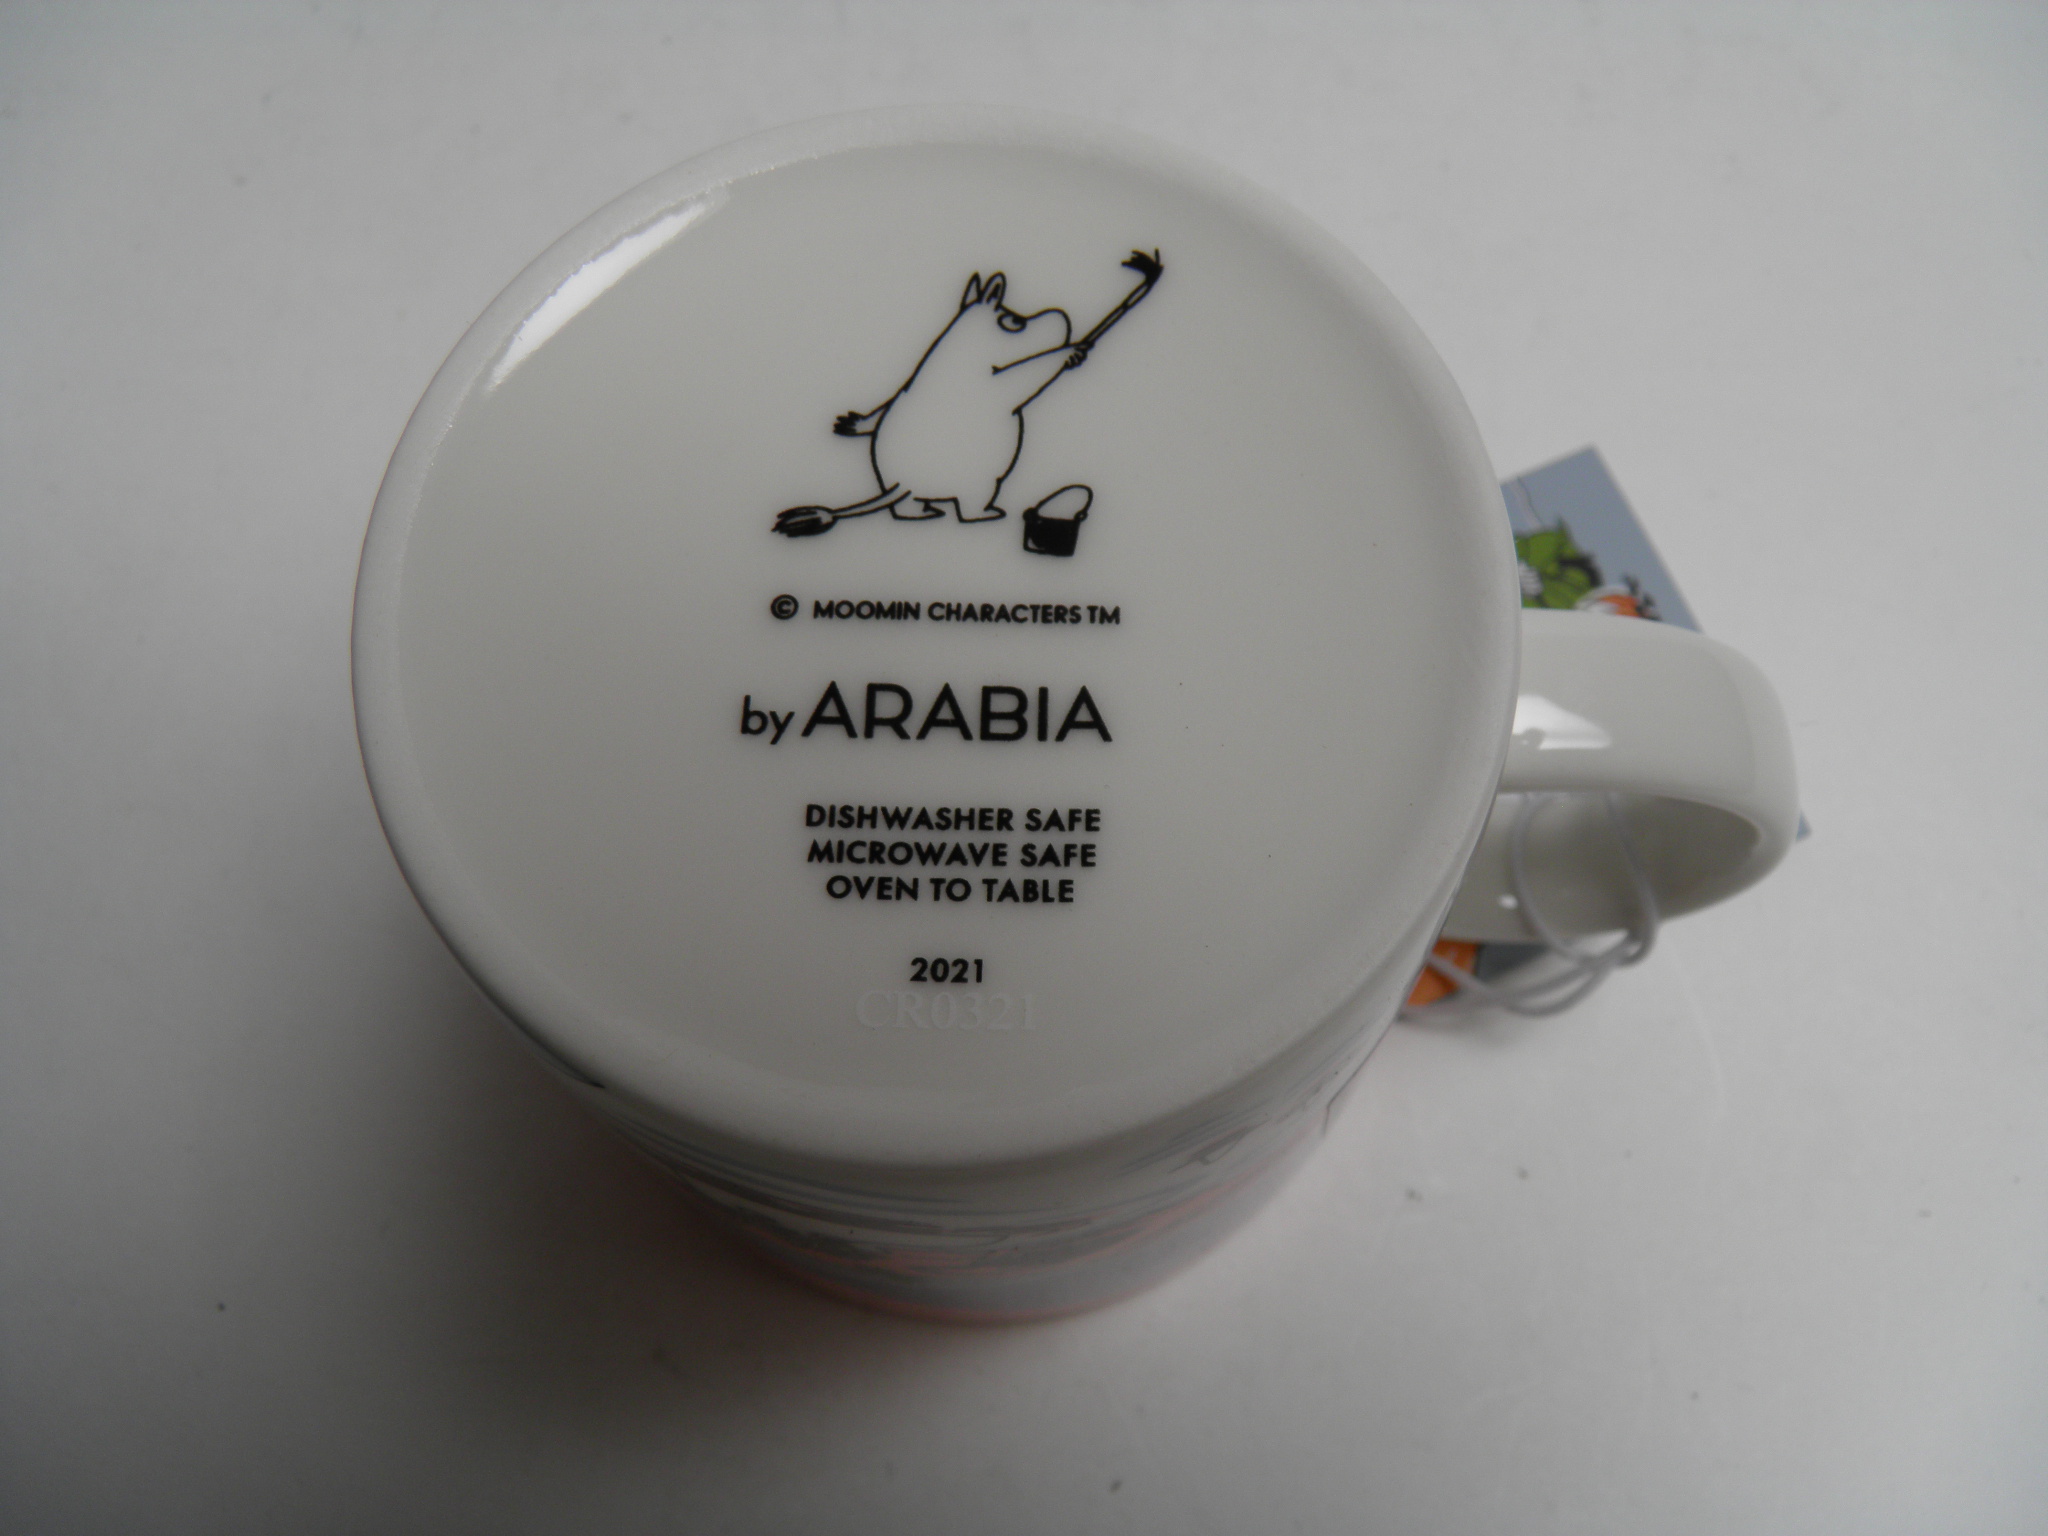 © MOOMIN CHARACTERS TM
by ARABIA
DISHWASHER SAFE
MICROWAVE SAFE
OVEN TO TABLE
2021
CR0321